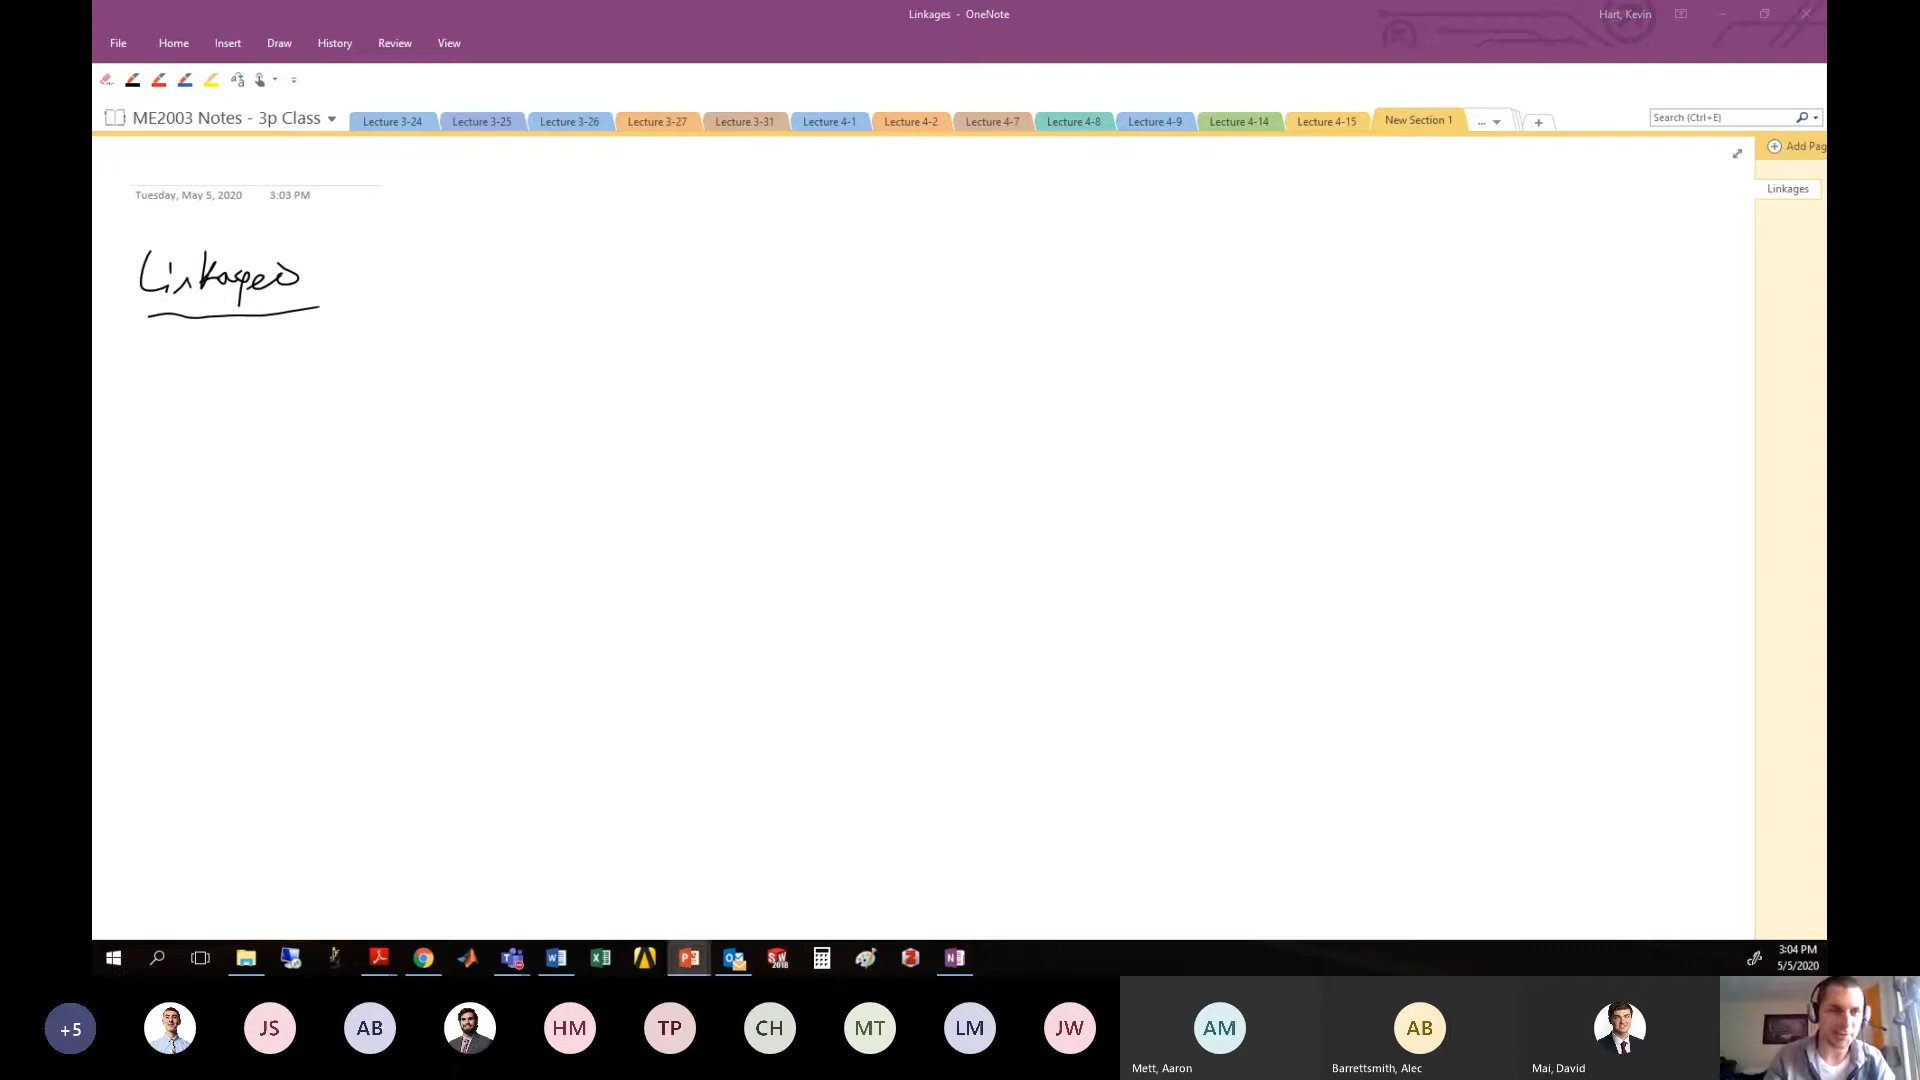 Linkages - OneNote
Hart, Kevin
File Home Insert Draw History Review View
ME2003 Notes - 3p Class
Lecture 3-24 Lecture 3-25 Lecture 3-26 Lecture 3-27 Lecture 3-31 Lecture 4-1 Lecture 4-2 Lecture 4-7 Lecture 4-8 Lecture 4-9 Lecture 4-14 Lecture 4-15 New Section 1 ...
Search (Ctrl+E)
Add Pag
Linkages
Tuesday, May 5, 2020 3:03 PM
Linkages
3:04 PM
5/5/2020
+5 JS AB HM TP CH MT LM JW AM AB
Mett, Aaron Barrettsmith, Alec Mai, David